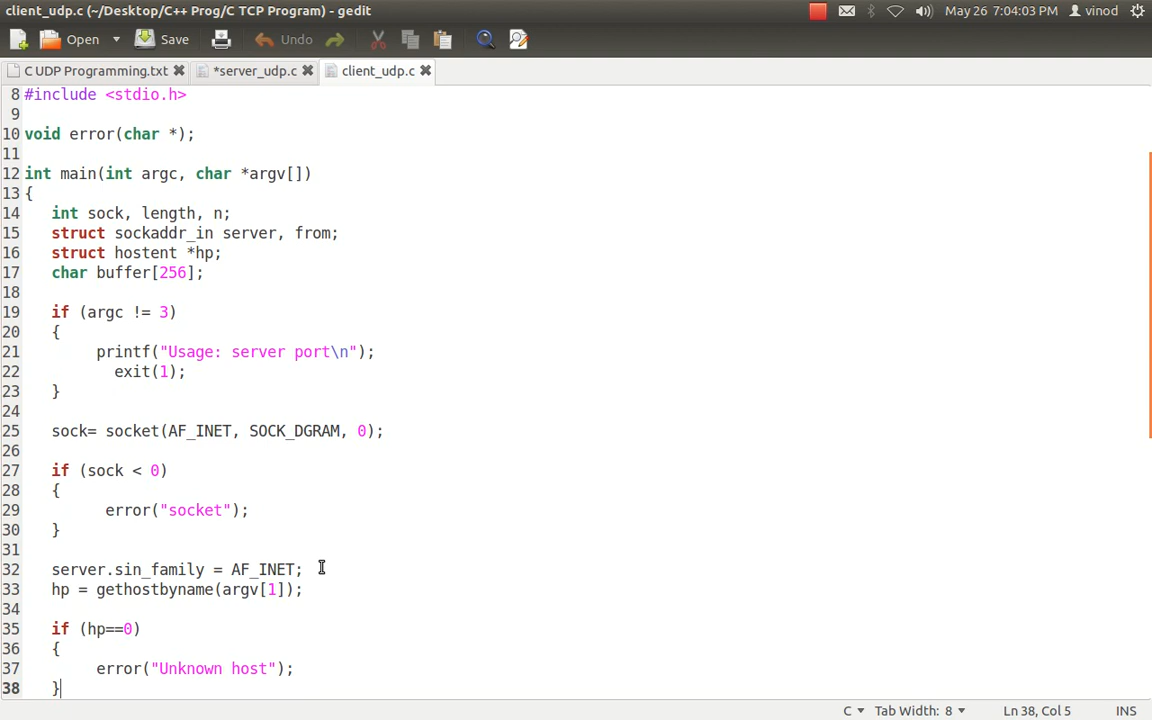 client_udp.c (~/Desktop/C++ Prog/C TCP Program) - gedit
May 26 7:04:03 PM vinod
Open Save Undo
C UDP Programming.txt *server_udp.c client_udp.c
8 #include <stdio.h>
9
10 void error(char *);
11
12 int main(int argc, char *argv[])
13 {
14 int sock, length, n;
15 struct sockaddr_in server, from;
16 struct hostent *hp;
17 char buffer[256];
18
19 if (argc != 3)
20 {
21 printf("Usage: server port\n");
22 exit(1);
23 }
24
25 sock= socket(AF_INET, SOCK_DGRAM, 0);
26
27 if (sock < 0)
28 {
29 error("socket");
30 }
31
32 server.sin_family = AF_INET;
33 hp = gethostbyname(argv[1]);
34
35 if (hp==0)
36 {
37 error("Unknown host");
38 }
C Tab Width: 8 Ln 38, Col 5 INS